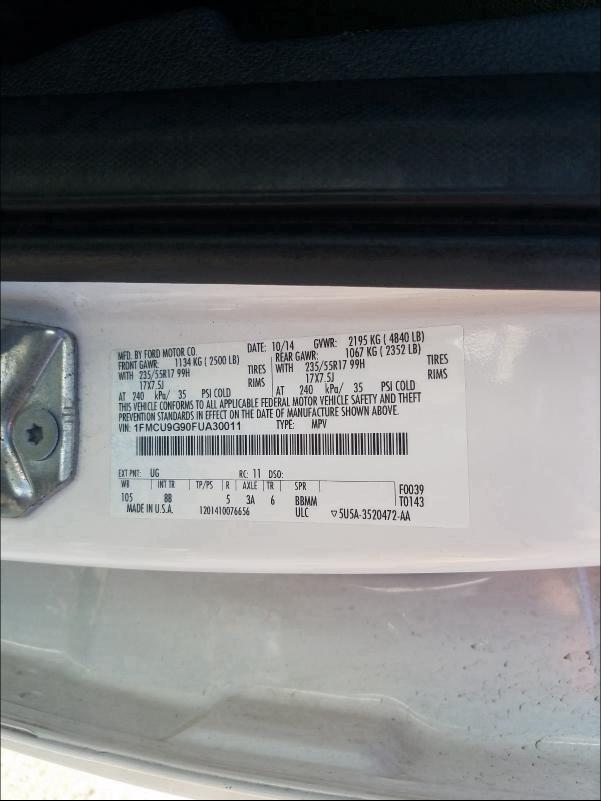 MFD. BY FORD MOTOR CO. DATE: 10/14 GVWR: 2195 KG ( 4840 LB)
FRONT GAWR: 1134 KG ( 2500 LB) REAR GAWR: 1067 KG ( 2352 LB)
WITH 235/55R17 99H TIRES WITH 235/55R17 99H TIRES
17X7.5J RIMS 17X7.5J RIMS
AT 240 kPa/ 35 PSI COLD AT 240 kPa/ 35 PSI COLD
THIS VEHICLE CONFORMS TO ALL APPLICABLE FEDERAL MOTOR VEHICLE SAFETY AND THEFT
PREVENTION STANDARDS IN EFFECT ON THE DATE OF MANUFACTURE SHOWN ABOVE.
VIN: 1FMCU9G90FUA30011 TYPE: MPV
EXT PNT: UG RC: 11 DSO:
WB INT TR TP/PS R AXLE TR SPR F0039
105 8B 5 3A 6 BBMM T0143
MADE IN U.S.A. 1201410076656 ULC ▽5U5A-3520472-AA